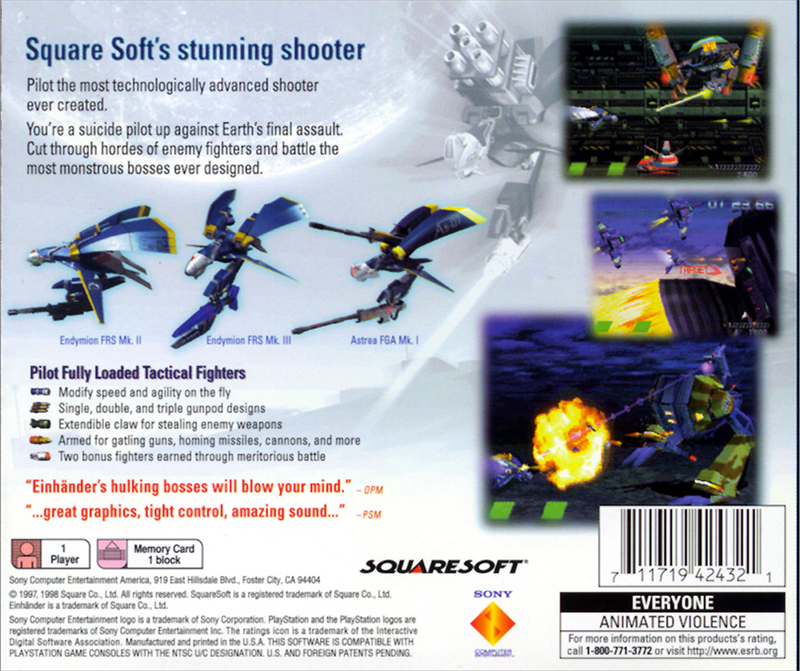 Square Soft's stunning shooter
Pilot the most technologically advanced shooter
ever created.
You're a suicide pilot up against Earth's final assault.
Cut through hordes of enemy fighters and battle the
most monstrous bosses ever designed.
01 23 66
TARGET
Endymion FRS Mk. II
Endymion FRS Mk. III
Astrea FGA Mk. I
Pilot Fully Loaded Tactical Fighters
Modify speed and agility on the fly
Single, double, and triple gunpod designs
Extendible claw for stealing enemy weapons
Armed for gatling guns, homing missiles, cannons, and more
Two bonus fighters earned through meritorious battle
"Einhänder's hulking bosses will blow your mind." – OPM
"...great graphics, tight control, amazing sound..." – PSM
1
Player
Memory Card
1 block
SQUARESOFT®
7 11719 42432 1
Sony Computer Entertainment America, 919 East Hillsdale Blvd., Foster City, CA 94404
© 1997, 1998 Square Co., Ltd. All rights reserved. SquareSoft is a registered trademark of Square Co., Ltd.
Einhänder is a trademark of Square Co., Ltd.
Sony Computer Entertainment logo is a trademark of Sony Corporation. PlayStation and the PlayStation logos are
registered trademarks of Sony Computer Entertainment Inc. The ratings icon is a trademark of the Interactive
Digital Software Association. Manufactured and printed in the U.S.A. THIS SOFTWARE IS COMPATIBLE WITH
PLAYSTATION GAME CONSOLES WITH THE NTSC U/C DESIGNATION. U.S. AND FOREIGN PATENTS PENDING.
SONY
COMPUTER
ENTERTAINMENT
EVERYONE
ANIMATED VIOLENCE
For more information on this product's rating,
call 1-800-771-3772 or visit http://www.esrb.org